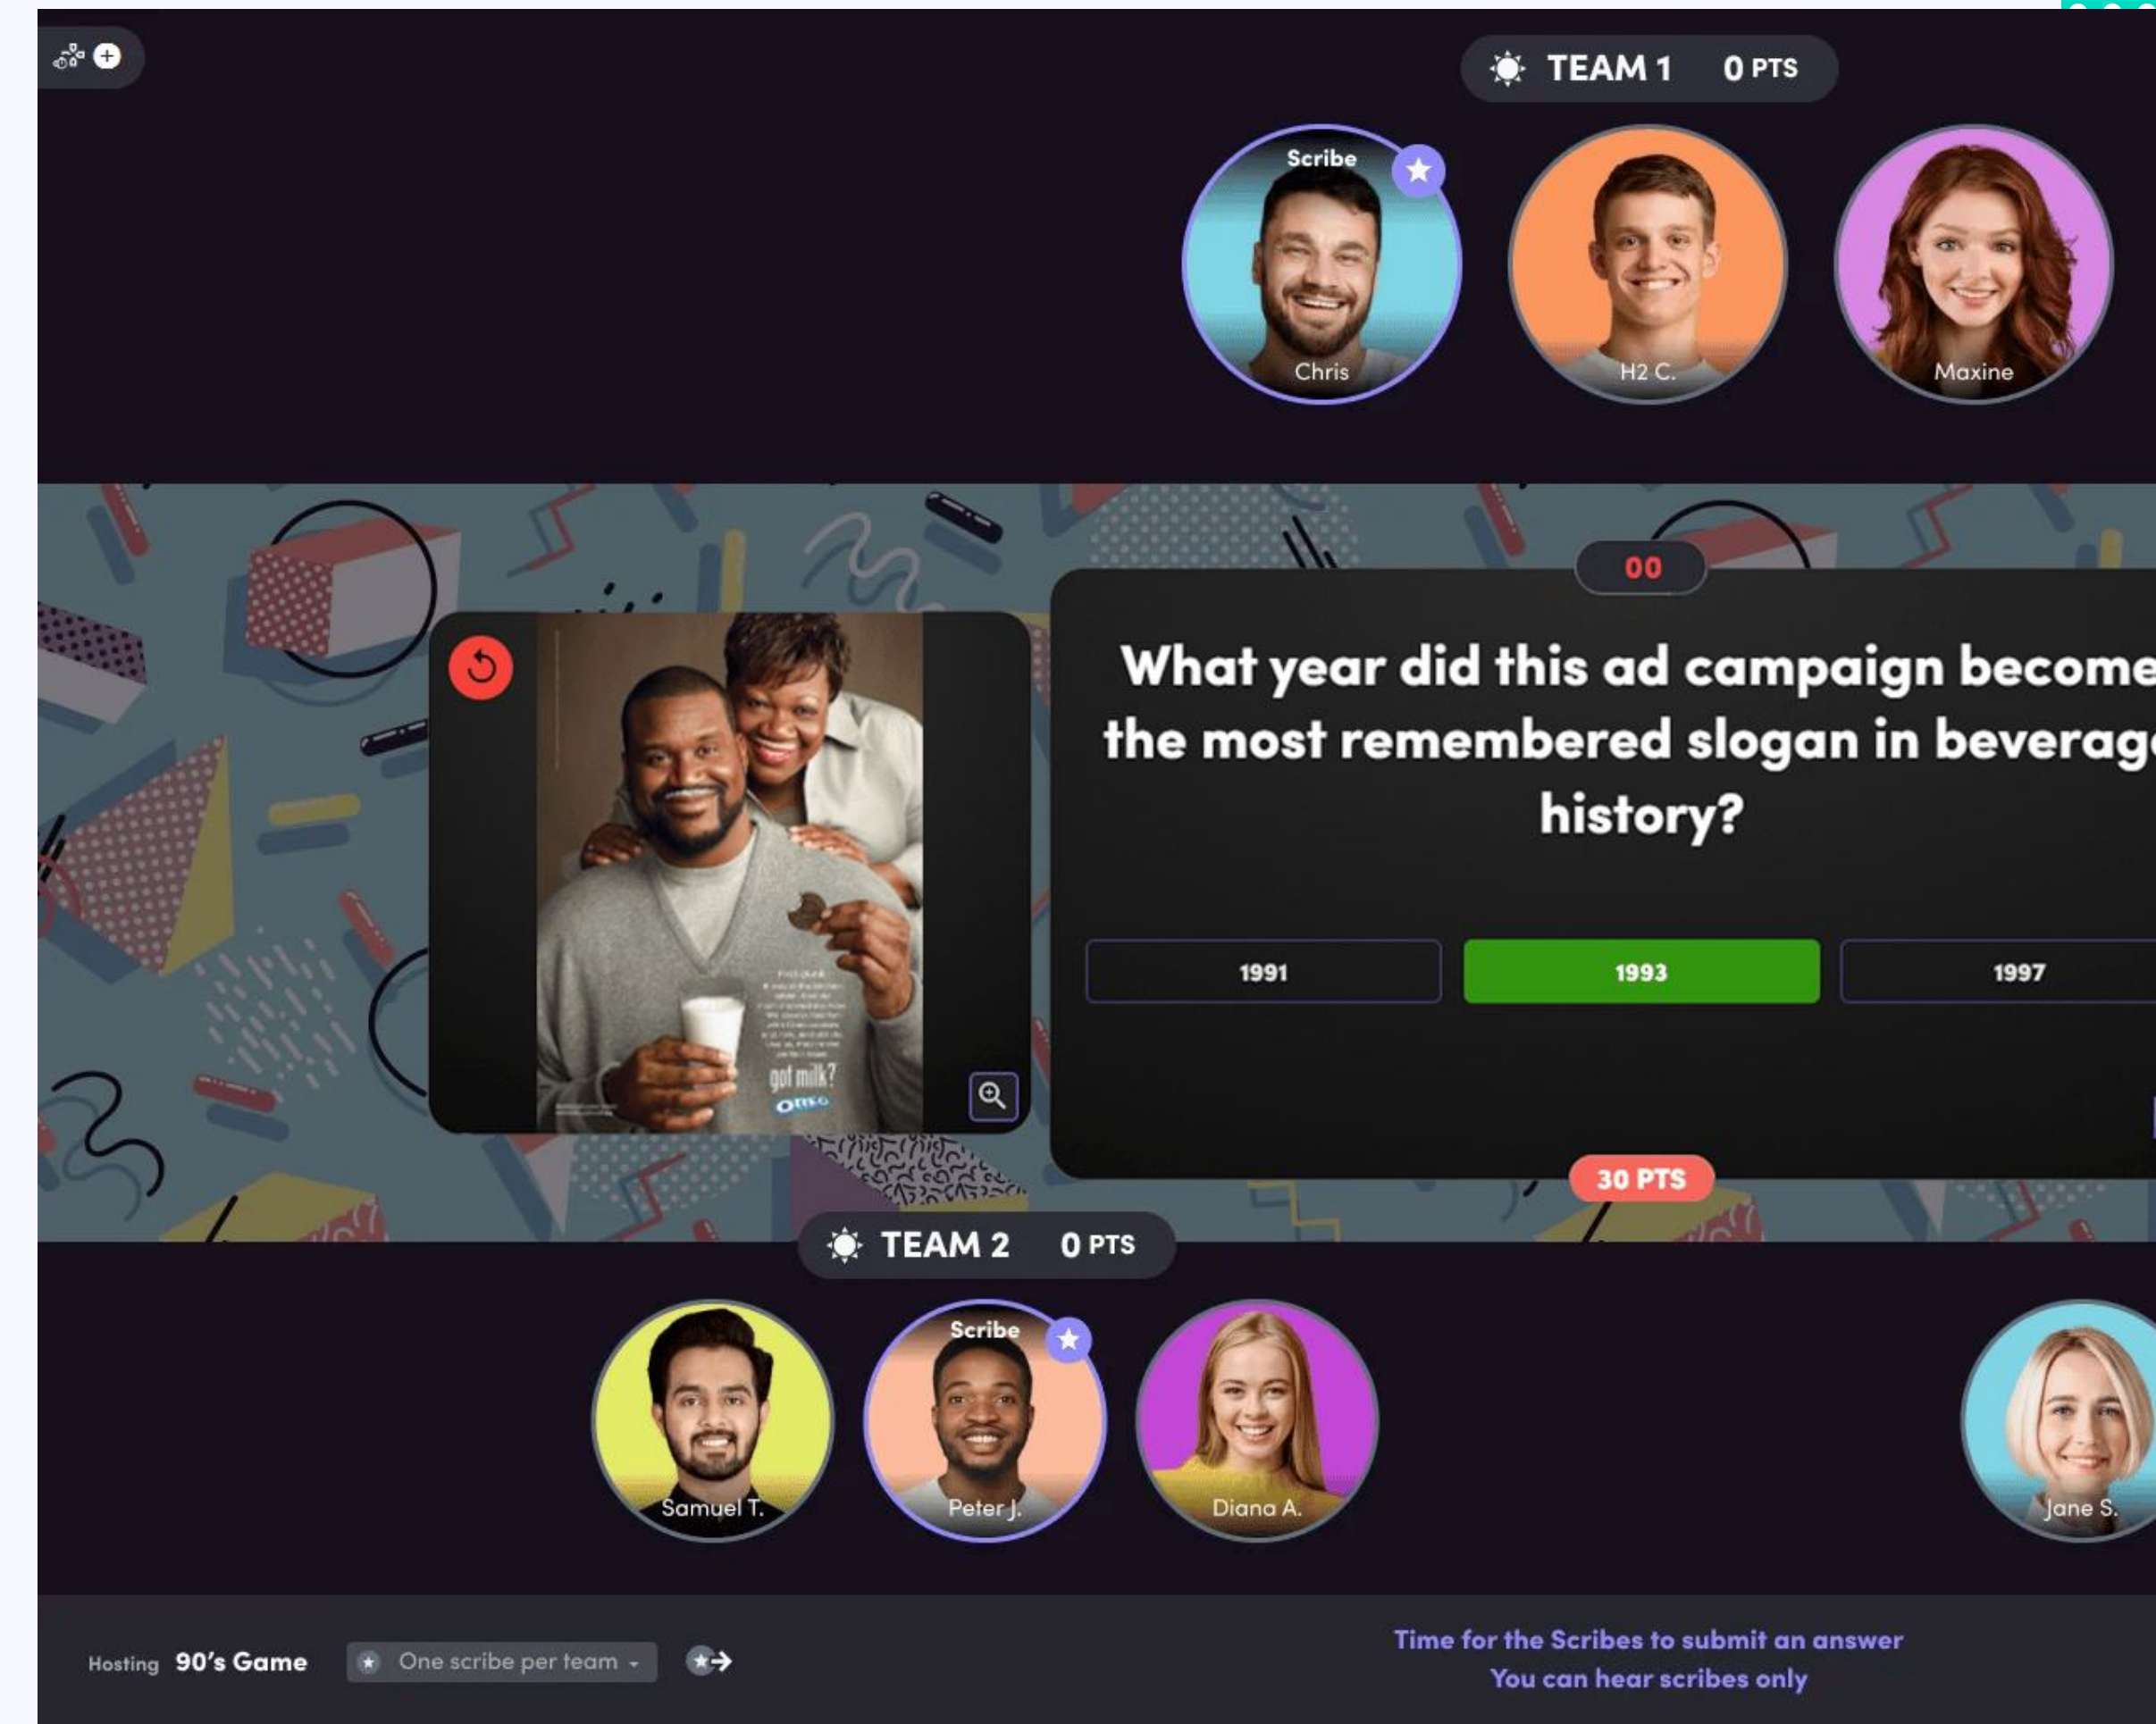 TEAM 1 0 PTS
Scribe
Chris
H2 C.
Maxine
00
What year did this ad campaign become
the most remembered slogan in beverage
history?
1991
1993
1997
got milk?
OREO
30 PTS
TEAM 2 0 PTS
Scribe
Samuel T.
Peter J.
Diana A.
Jane S.
Hosting 90's Game
One scribe per team
Time for the Scribes to submit an answer
You can hear scribes only